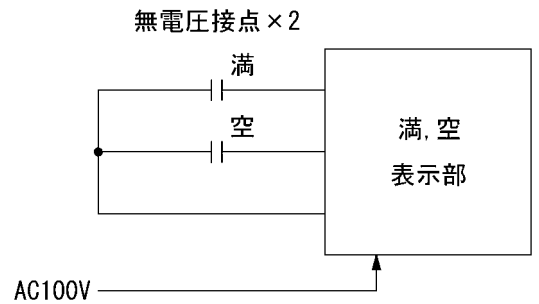 無電圧接点×2
満
空
満,空
表示部
AC100V